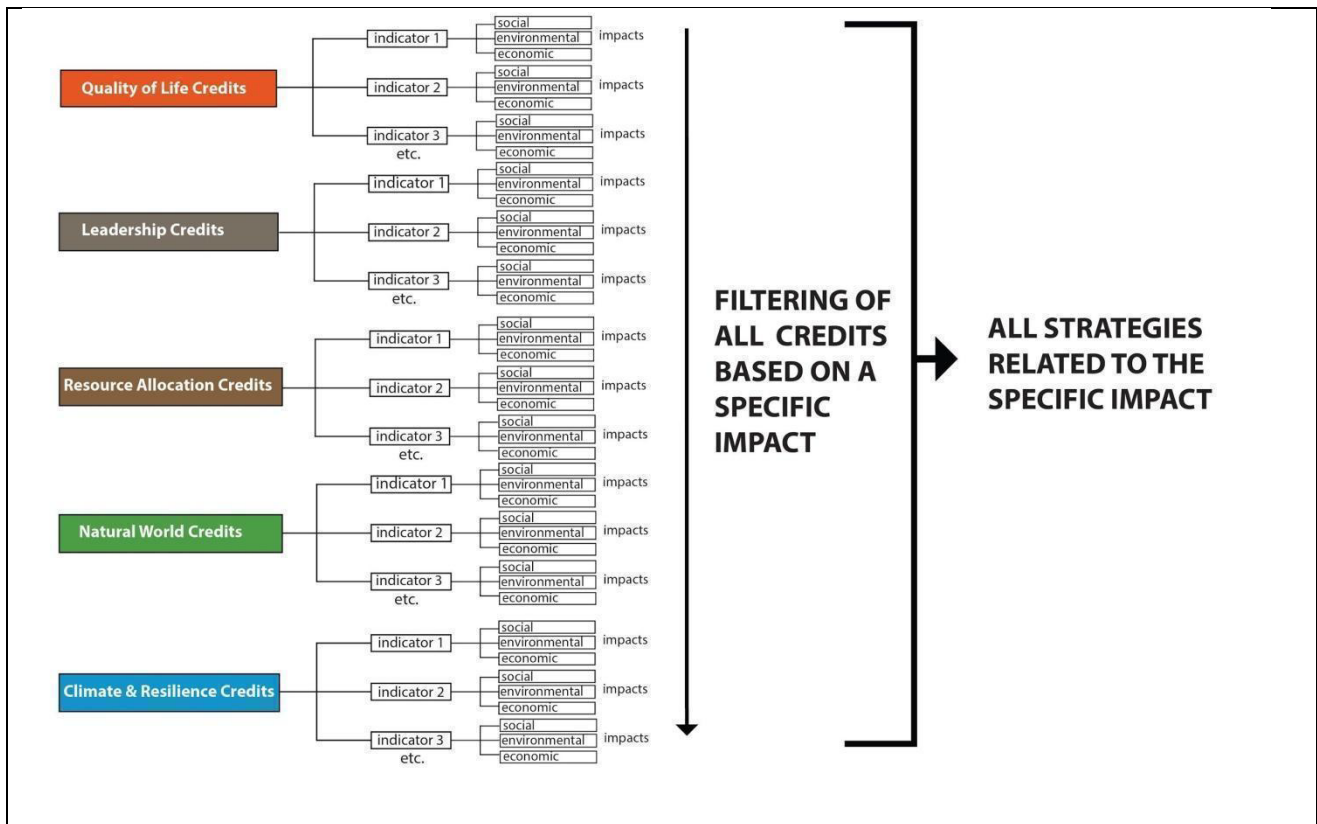 Quality of Life Credits
indicator 1
social
environmental
economic
impacts
indicator 2
social
environmental
economic
impacts
indicator 3
etc.
social
environmental
economic
impacts
Leadership Credits
indicator 1
social
environmental
economic
impacts
indicator 2
social
environmental
economic
impacts
indicator 3
etc.
social
environmental
economic
impacts
Resource Allocation Credits
indicator 1
social
environmental
economic
impacts
indicator 2
social
environmental
economic
impacts
indicator 3
etc.
social
environmental
economic
impacts
Natural World Credits
indicator 1
social
environmental
economic
impacts
indicator 2
social
environmental
economic
impacts
indicator 3
etc.
social
environmental
economic
impacts
Climate & Resilience Credits
indicator 1
social
environmental
economic
impacts
indicator 2
social
environmental
economic
impacts
indicator 3
etc.
social
environmental
economic
impacts
FILTERING OF
ALL CREDITS
BASED ON A
SPECIFIC
IMPACT
ALL STRATEGIES
RELATED TO THE
SPECIFIC IMPACT